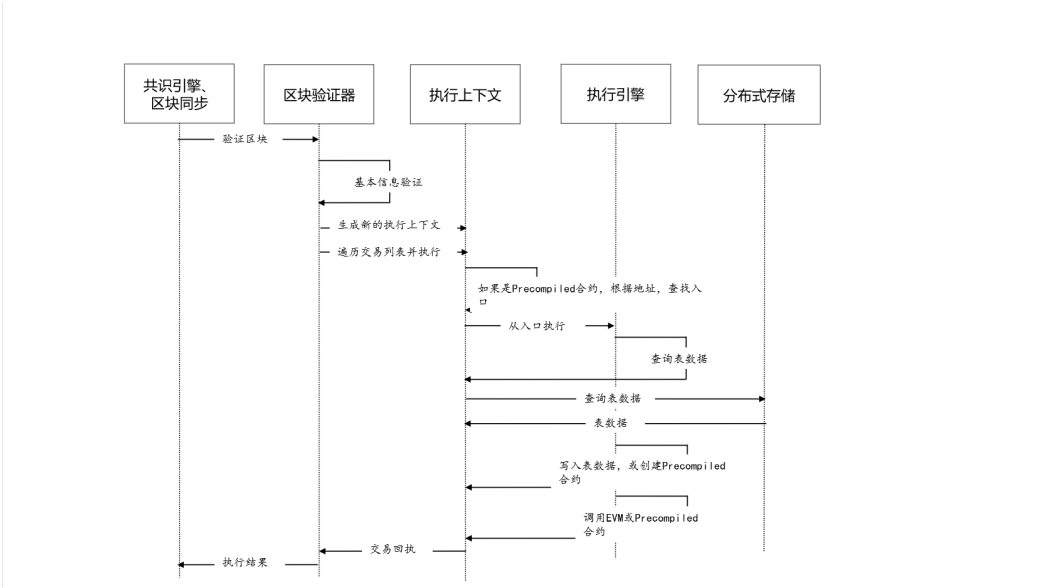 共识引擎、
区块同步
区块验证器
执行上下文
执行引擎
分布式存储
验证区块
基本信息验证
生成新的执行上下文
遍历交易列表并执行
如果是Precompiled合约，根据地址，查找入
口
从入口执行
查询表数据
查询表数据
表数据
写入表数据，或创建Precompiled
合约
调用EVM或Precompiled
合约
交易回执
执行结果